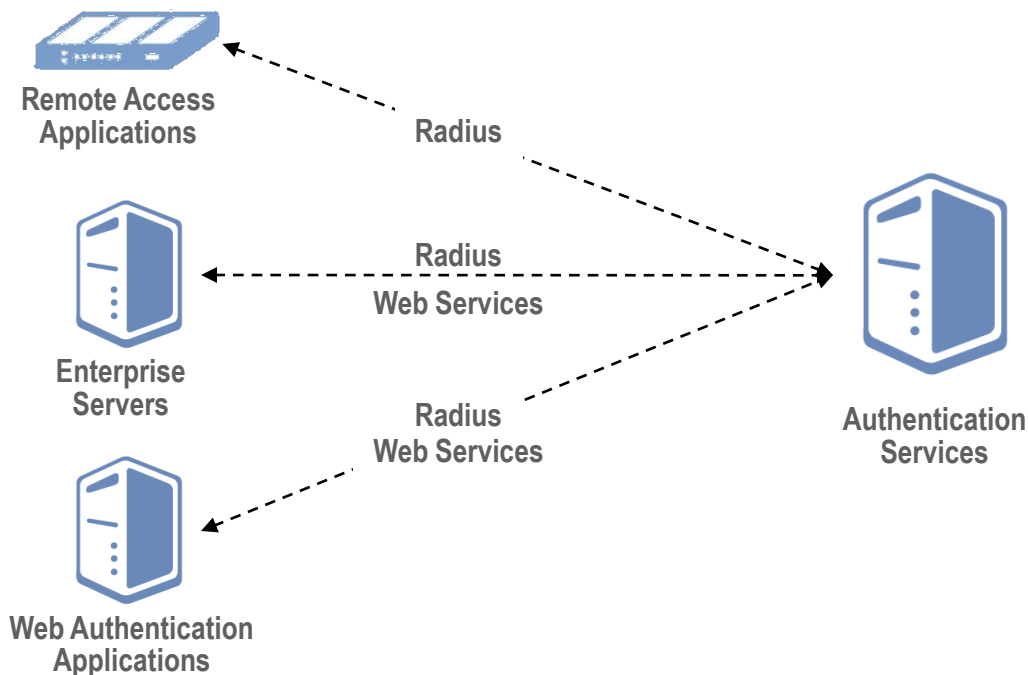 Remote Access
Applications
Radius
Radius
Web Services
Enterprise
Servers
Radius
Web Services
Authentication
Services
Web Authentication
Applications